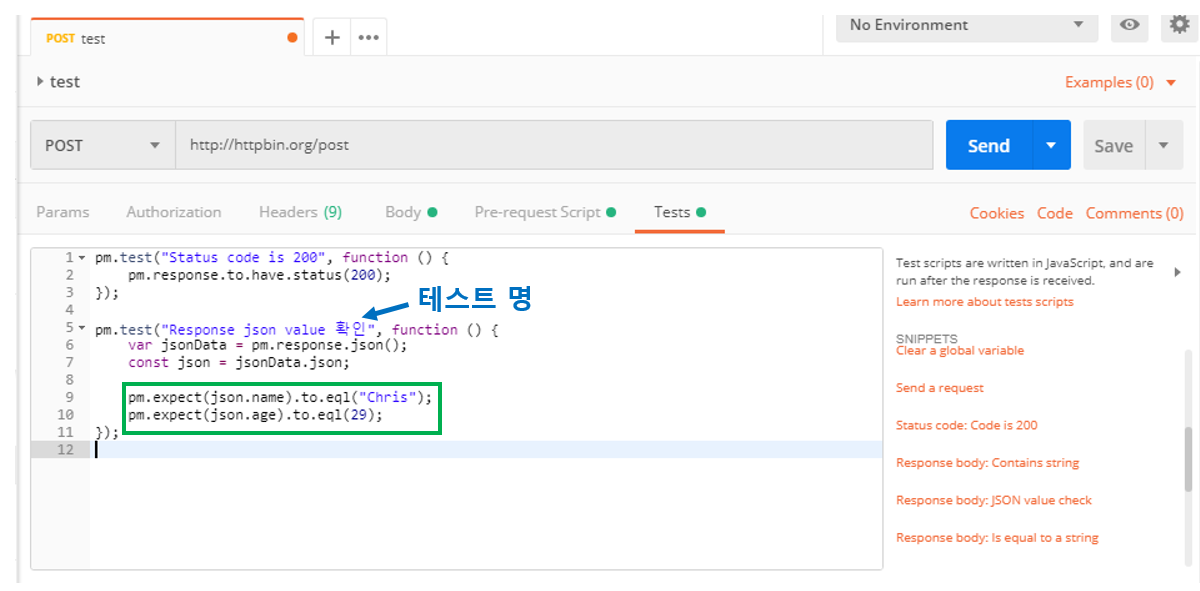 POST test
No Environment
test
Examples (0)
POST
http://httpbin.org/post
Send
Save
Params
Authorization
Headers (9)
Body
Pre-request Script
Tests
Cookies
Code
Comments (0)
1 pm.test("Status code is 200", function () {
2 pm.response.to.have.status(200);
3 });
4
테스트 명
5 pm.test("Response json value 확인", function () {
6 var jsonData = pm.response.json();
7 const json = jsonData.json;
8
9 pm.expect(json.name).to.eql("Chris");
10 pm.expect(json.age).to.eql(29);
11 });
12
Test scripts are written in JavaScript, and are
run after the response is received.
Learn more about tests scripts
SNIPPETS
Clear a global variable
Send a request
Status code: Code is 200
Response body: Contains string
Response body: JSON value check
Response body: Is equal to a string